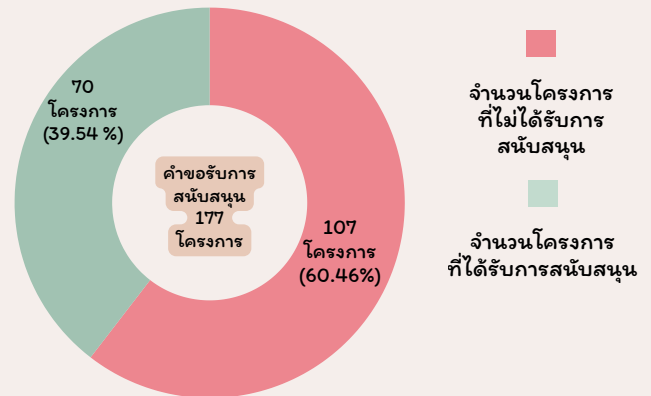 70
โครงการ
(39.54 %)
คำขอรับการ
สนับสนุน
177
โครงการ
107
โครงการ
(60.46%)
จำนวนโครงการ
ที่ไม่ได้รับการ
สนับสนุน
จำนวนโครงการ
ที่ได้รับการสนับสนุน